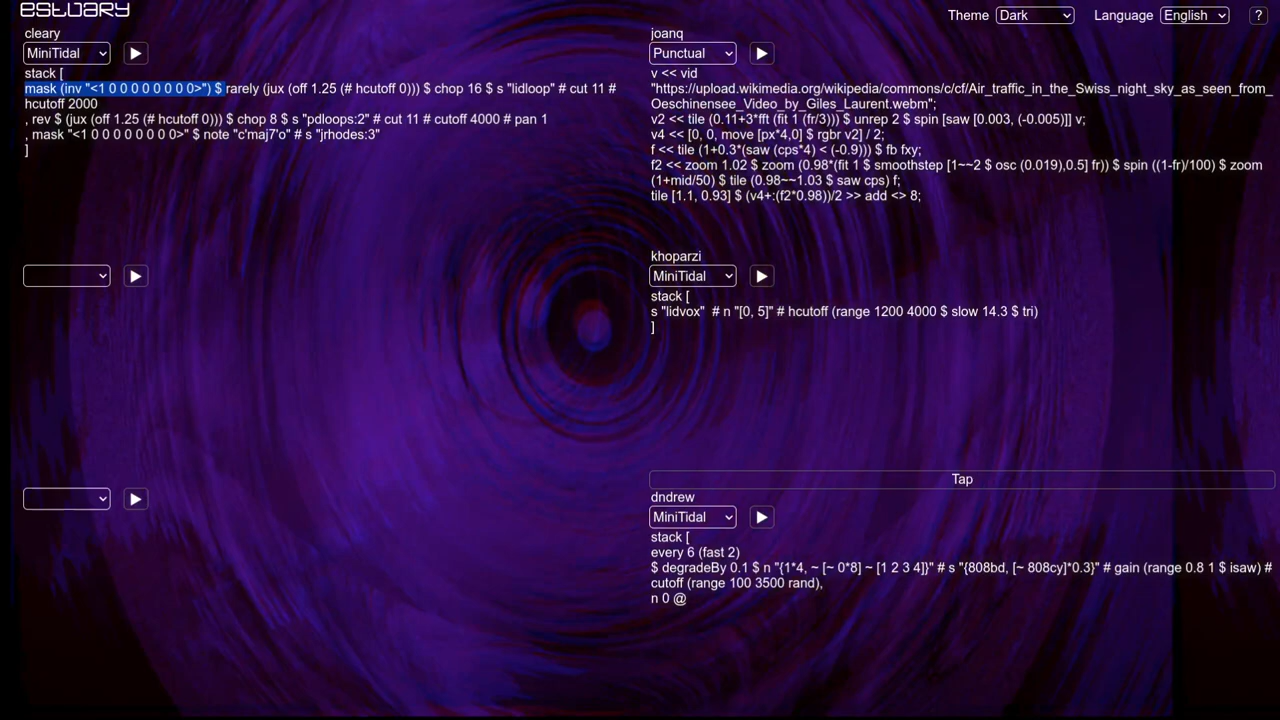 estuary
Theme Dark Language English ?
cleary
MiniTidal
stack [
mask (inv "<1 0 0 0 0 0 0 0 0>") $ rarely (jux (off 1.25 (# hcutoff 0))) $ chop 16 $ s "lidloop" # cut 11 #
hcutoff 2000
, rev $ (jux (off 1.25 (# hcutoff 0))) $ chop 8 $ s "pdloops:2" # cut 11 # cutoff 4000 # pan 1
, mask "<1 0 0 0 0 0 0 0 0>" $ note "c'maj7'o" # s "jrhodes:3"
]
joanq
Punctual
v << vid
"https://upload.wikimedia.org/wikipedia/commons/c/cf/Air_traffic_in_the_Swiss_night_sky_as_seen_from_
Oeschinensee_Video_by_Giles_Laurent.webm";
v2 << tile (0.11+3*fft (fit 1 (fr/3))) $ unrep 2 $ spin [saw [0.003, (-0.005)]] v;
v4 << [0, 0, move [px*4,0] $ rgbr v2] / 2;
f << tile (1+0.3*(saw (cps*4) < (-0.9))) $ fb fxy;
f2 << zoom 1.02 $ zoom (0.98*(fit 1 $ smoothstep [1~~2 $ osc (0.019),0.5] fr)) $ spin ((1-fr)/100) $ zoom
(1+mid/50) $ tile (0.98~~1.03 $ saw cps) f;
tile [1.1, 0.93] $ (v4+:(f2*0.98))/2 >> add <> 8;
khoparzi
MiniTidal
stack [
s "lidvox"  # n "[0, 5]" # hcutoff (range 1200 4000 $ slow 14.3 $ tri)
]
Tap
dndrew
MiniTidal
stack [
every 6 (fast 2)
$ degradeBy 0.1 $ n "{1*4, ~ [~ 0*8] ~ [1 2 3 4]}" # s "{808bd, [~ 808cy]*0.3}" # gain (range 0.8 1 $ isaw) #
cutoff (range 100 3500 rand),
n 0 @